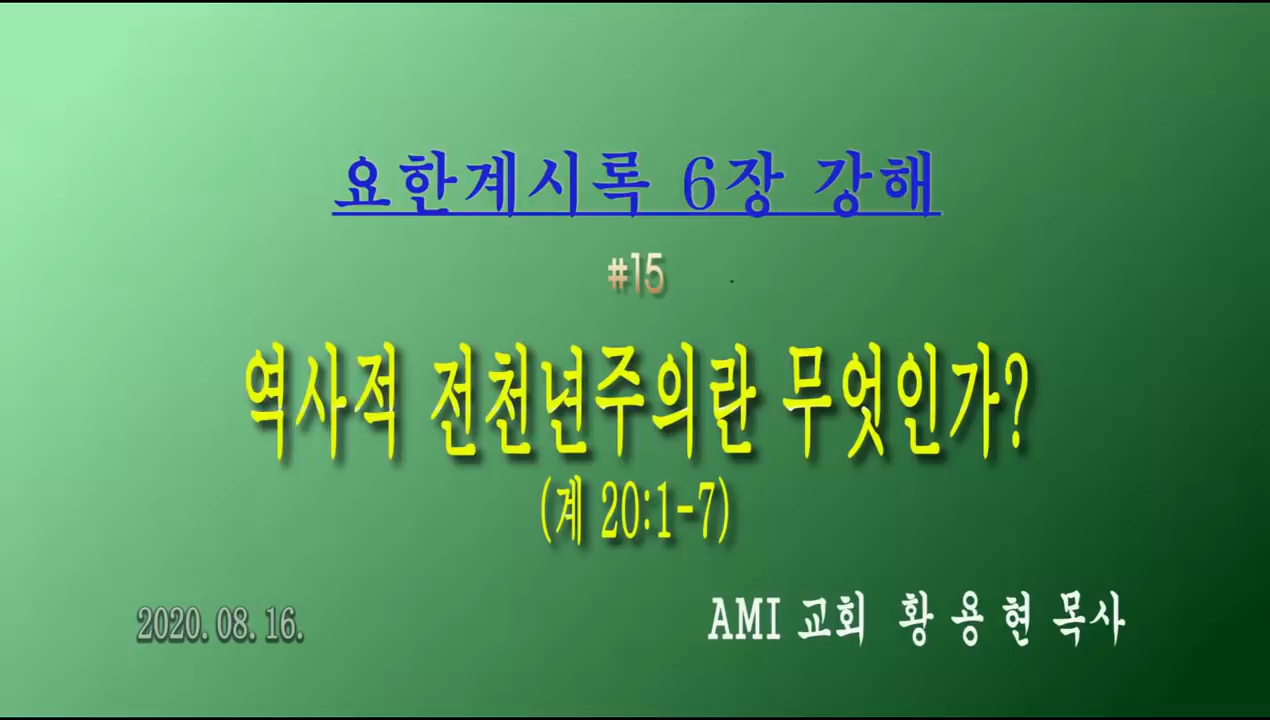 요한계시록 6장 강해
#15
역사적 전천년주의란 무엇인가?
(계 20:1-7)
2020. 08. 16.
AMI 교회 황 용 현 목사